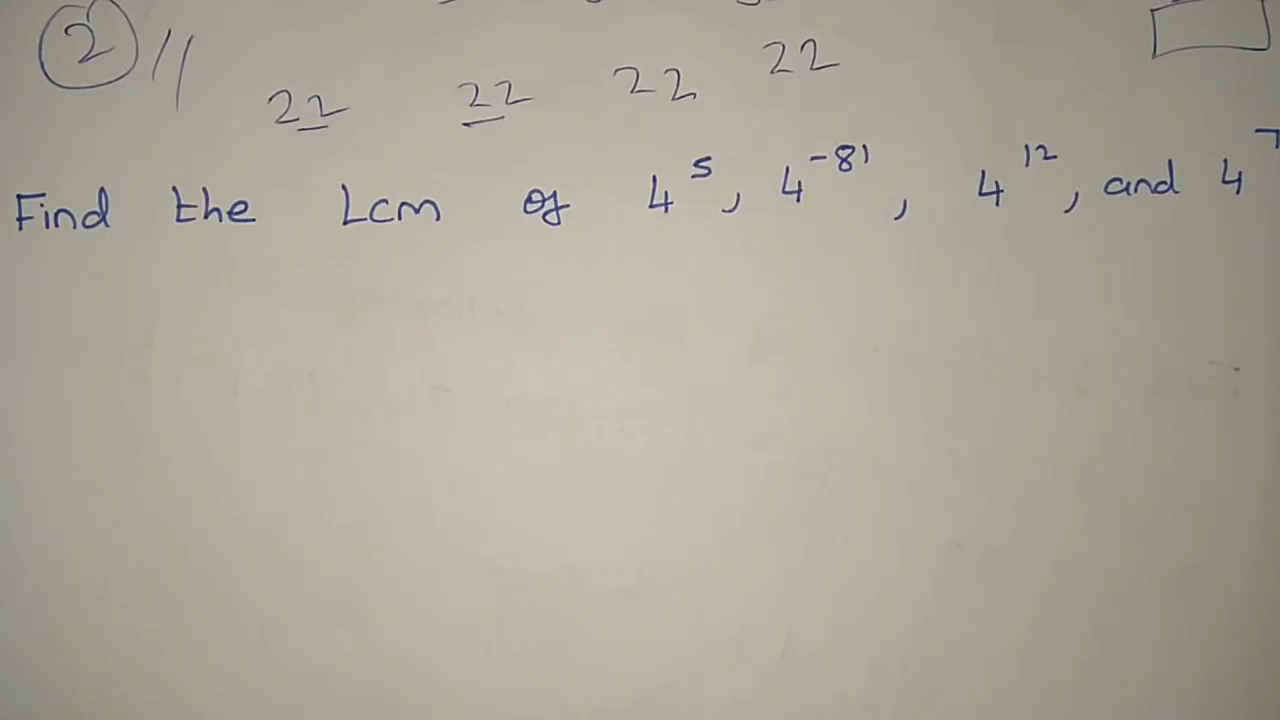 2 //
22 22 22 22
Find the Lcm of 4^5, 4^-81, 4^12, and 4^7